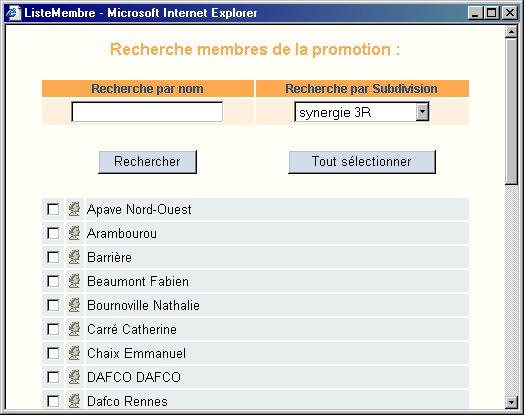 ListeMembre - Microsoft Internet Explorer
Recherche membres de la promotion :
Recherche par nom Recherche par Subdivision
synergie 3R
Rechercher Tout sélectionner
Apave Nord-Ouest
Arambourou
Barrière
Beaumont Fabien
Bournoville Nathalie
Carré Catherine
Chaix Emmanuel
DAFCO DAFCO
Dafco Rennes